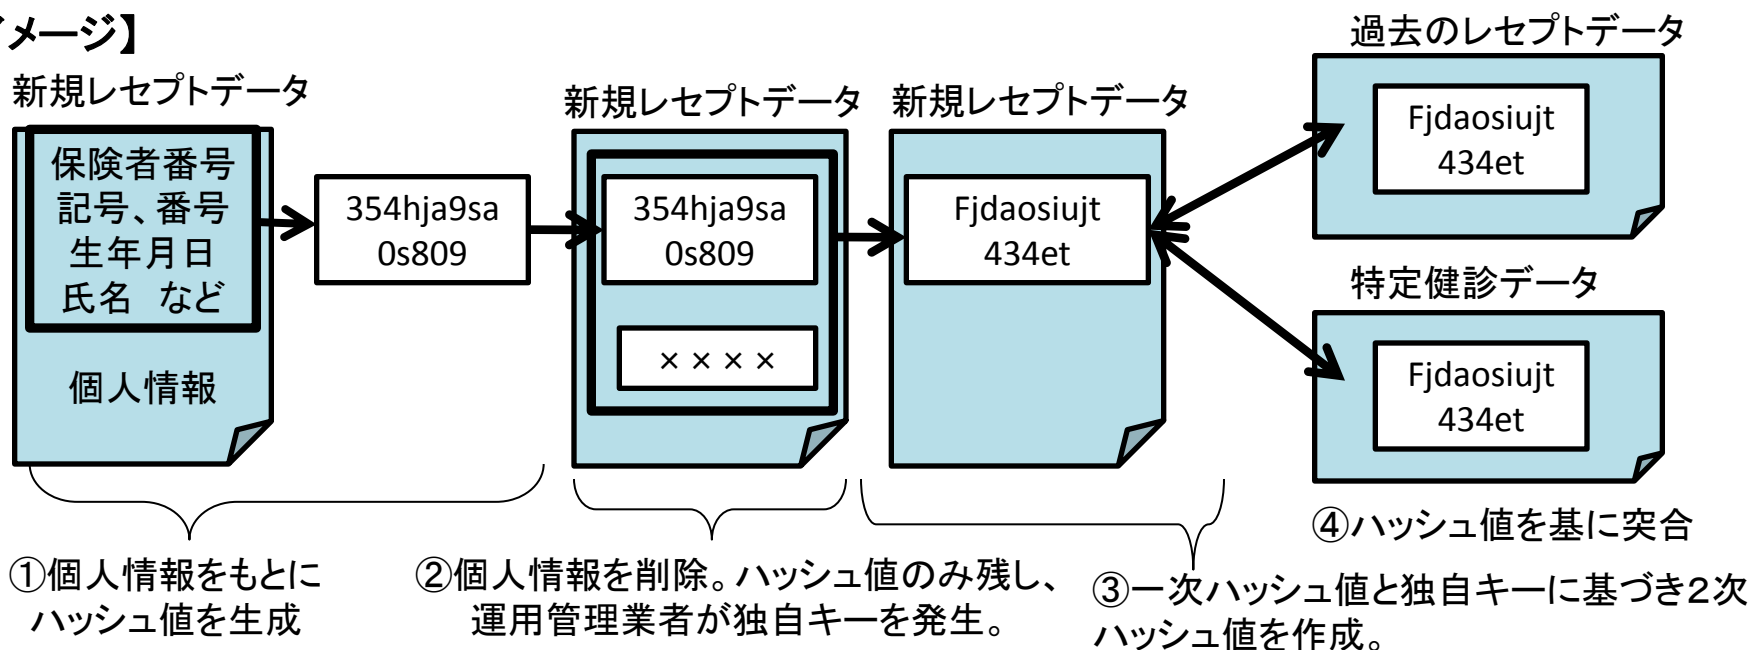 イメージ】
新規レセプトデータ
保険者番号
記号、番号
生年月日
氏名 など
個人情報
354hja9sa
0s809
新規レセプトデータ
354hja9sa
0s809
××××
新規レセプトデータ
Fjdaosiujt
434et
過去のレセプトデータ
Fjdaosiujt
434et
特定健診データ
Fjdaosiujt
434et
①個人情報をもとに
ハッシュ値を生成
②個人情報を削除。ハッシュ値のみ残し、
運用管理業者が独自キーを発生。
③一次ハッシュ値と独自キーに基づき2次
ハッシュ値を作成。
④ハッシュ値を基に突合